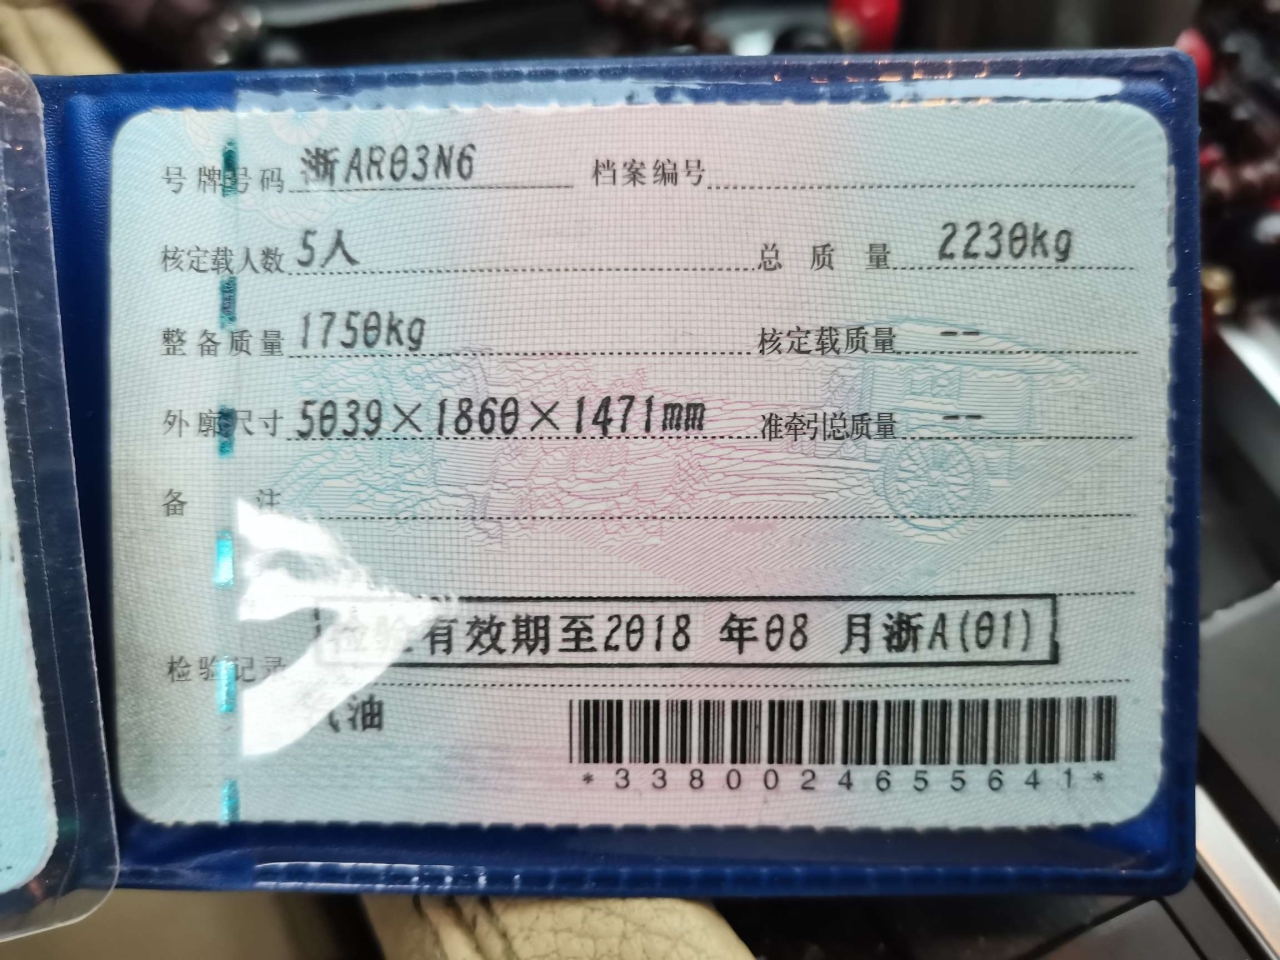 号牌号码 浙AR03N6 档案编号
核定载人数 5人 总质量 2230kg
整备质量 1750kg 核定载质量 --
外廓尺寸 5039×1860×1471mm 准牵引总质量 --
备注
检验有效期至2018 年08 月浙A(01)
检验记录
油
*3380024655641*